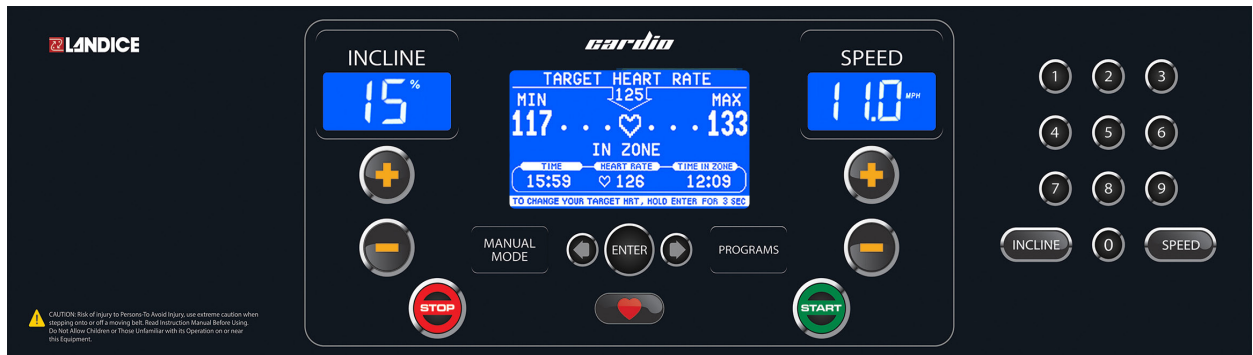 LANDICE
cardio
INCLINE
15 %
TARGET HEART RATE
125
MIN
MAX
117
133
IN ZONE
TIME
HEART RATE
TIME IN ZONE
15:59
126
12:09
TO CHANGE YOUR TARGET HRT, HOLD ENTER FOR 3 SEC
SPEED
11.0 MPH
MANUAL
MODE
ENTER
PROGRAMS
STOP
START
1 2 3
4 5 6
7 8 9
INCLINE 0 SPEED
CAUTION: Risk of injury to Persons-To Avoid Injury, use extreme caution when
stepping onto or off a moving belt. Read Instruction Manual Before Using.
Do Not Allow Children or Those Unfamiliar with its Operation on or near
this Equipment.